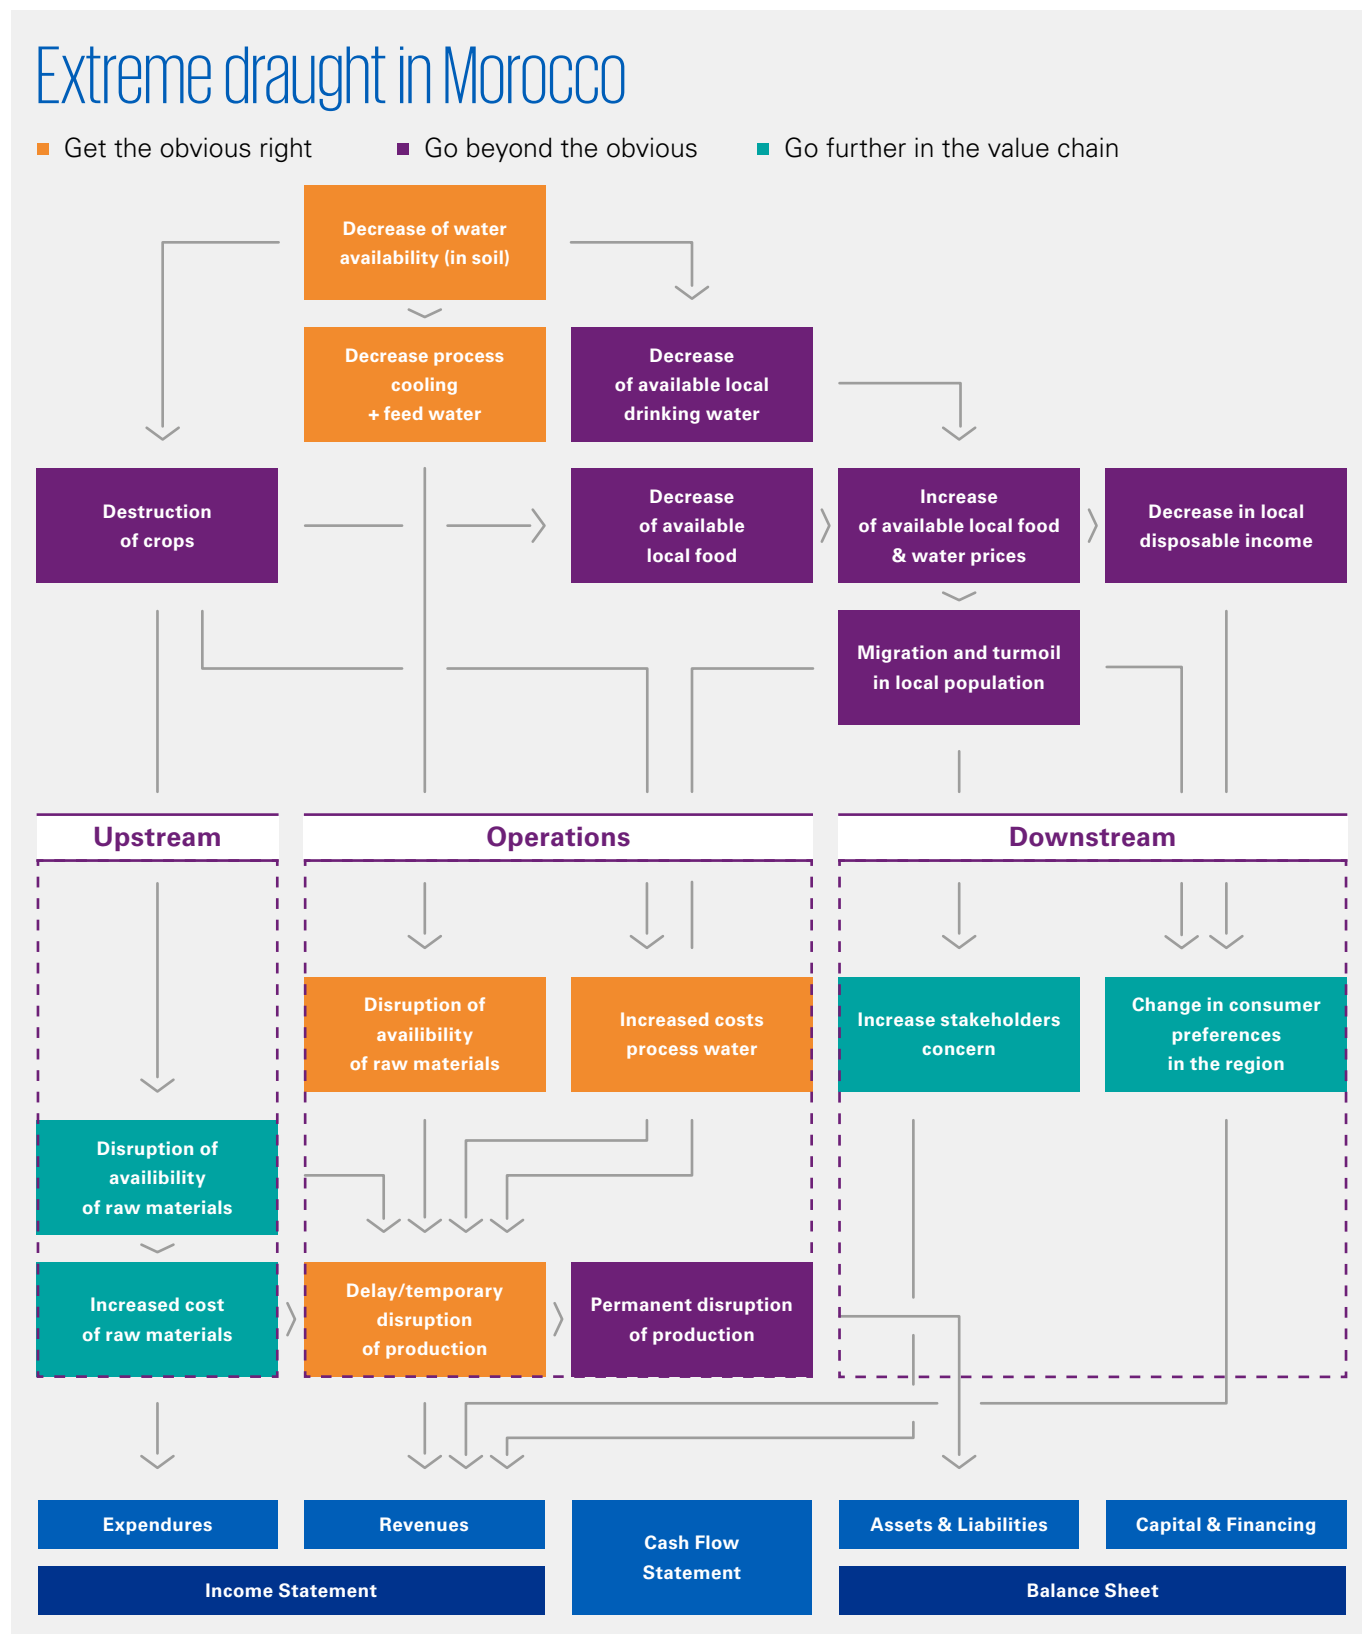 Extreme draught in Morocco
Get the obvious right
Go beyond the obvious
Go further in the value chain
Decrease of water
availability (in soil)
Decrease process
cooling
+ feed water
Decrease
of available local
drinking water
Destruction
of crops
Decrease
of available
local food
Increase
of available local food
& water prices
Decrease in local
disposable income
Migration and turmoil
in local population
Upstream
Operations
Downstream
Disruption of
availibility
of raw materials
Increased costs
process water
Increase stakeholders
concern
Change in consumer
preferences
in the region
Disruption of
availibility
of raw materials
Increased cost
of raw materials
Delay/temporary
disruption
of production
Permanent disruption
of production
Expendures
Revenues
Cash Flow
Statement
Assets & Liabilities
Capital & Financing
Income Statement
Balance Sheet